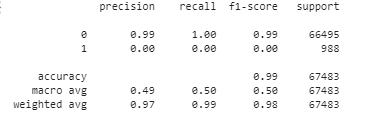 precision recall f1-score support
0 0.99 1.00 0.99 66495
1 0.00 0.00 0.00 988
accuracy 0.99 67483
macro avg 0.49 0.50 0.50 67483
weighted avg 0.97 0.99 0.98 67483